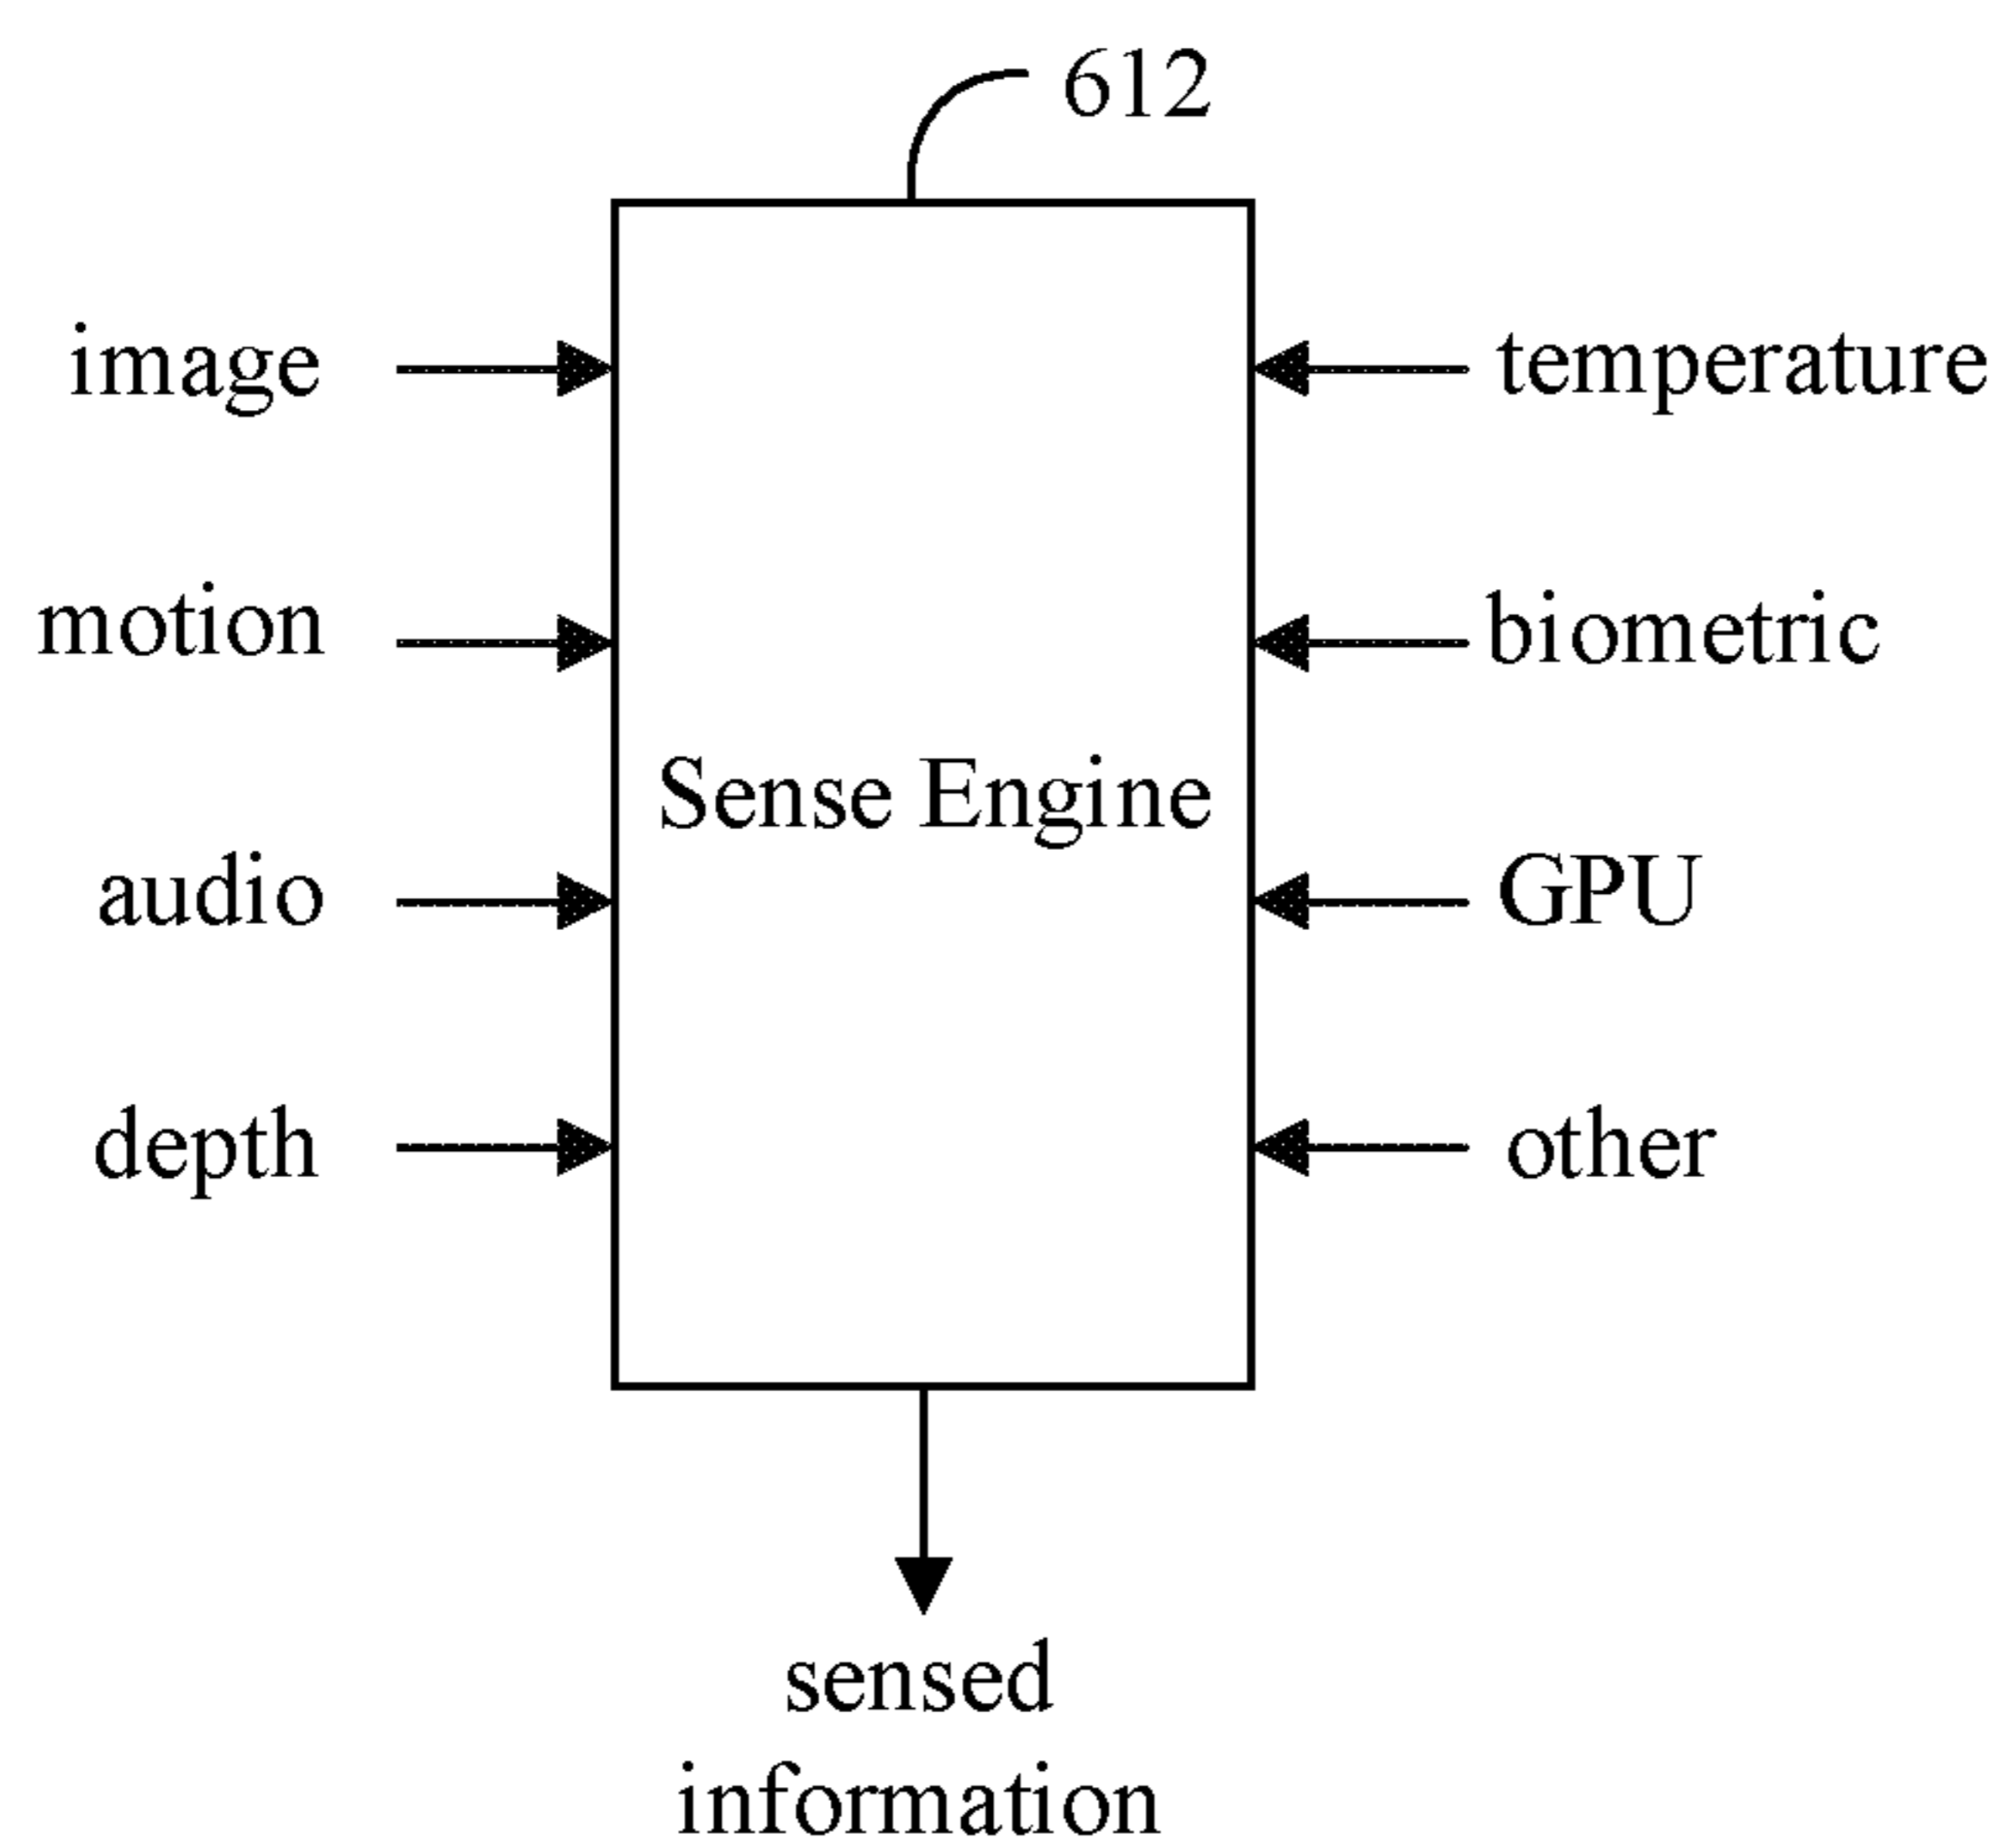 612
image
temperature
motion
biometric
Sense Engine
audio
GPU
depth
other
sensed
information